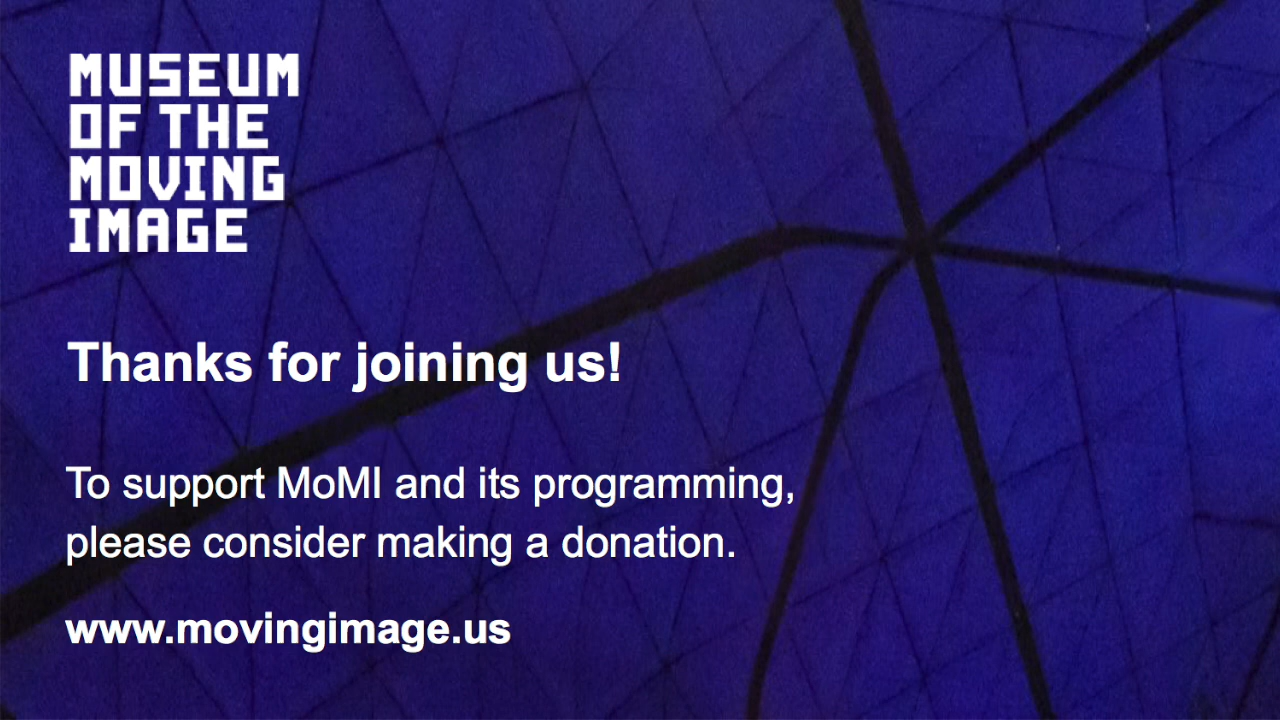 MUSEUM
OF THE
MOVING
IMAGE
Thanks for joining us!
To support MoMI and its programming,
please consider making a donation.
www.movingimage.us